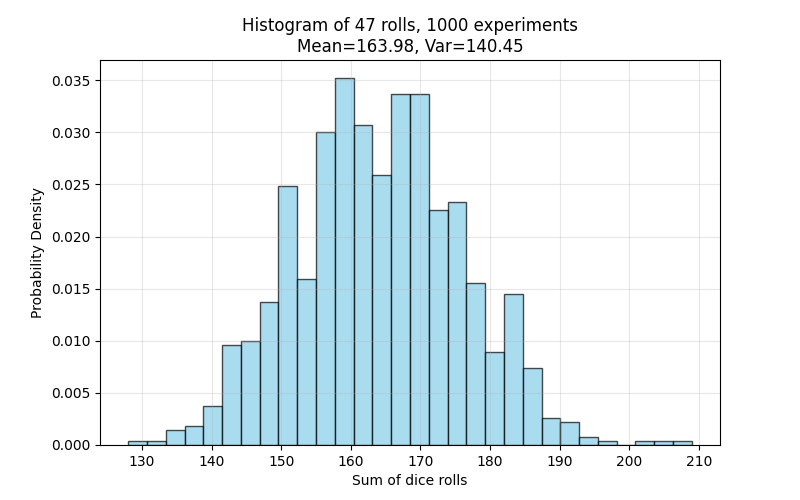 Histogram of 47 rolls, 1000 experiments
Mean=163.98, Var=140.45
Probability Density
0.035
0.030
0.025
0.020
0.015
0.010
0.005
0.000
130 140 150 160 170 180 190 200 210
Sum of dice rolls